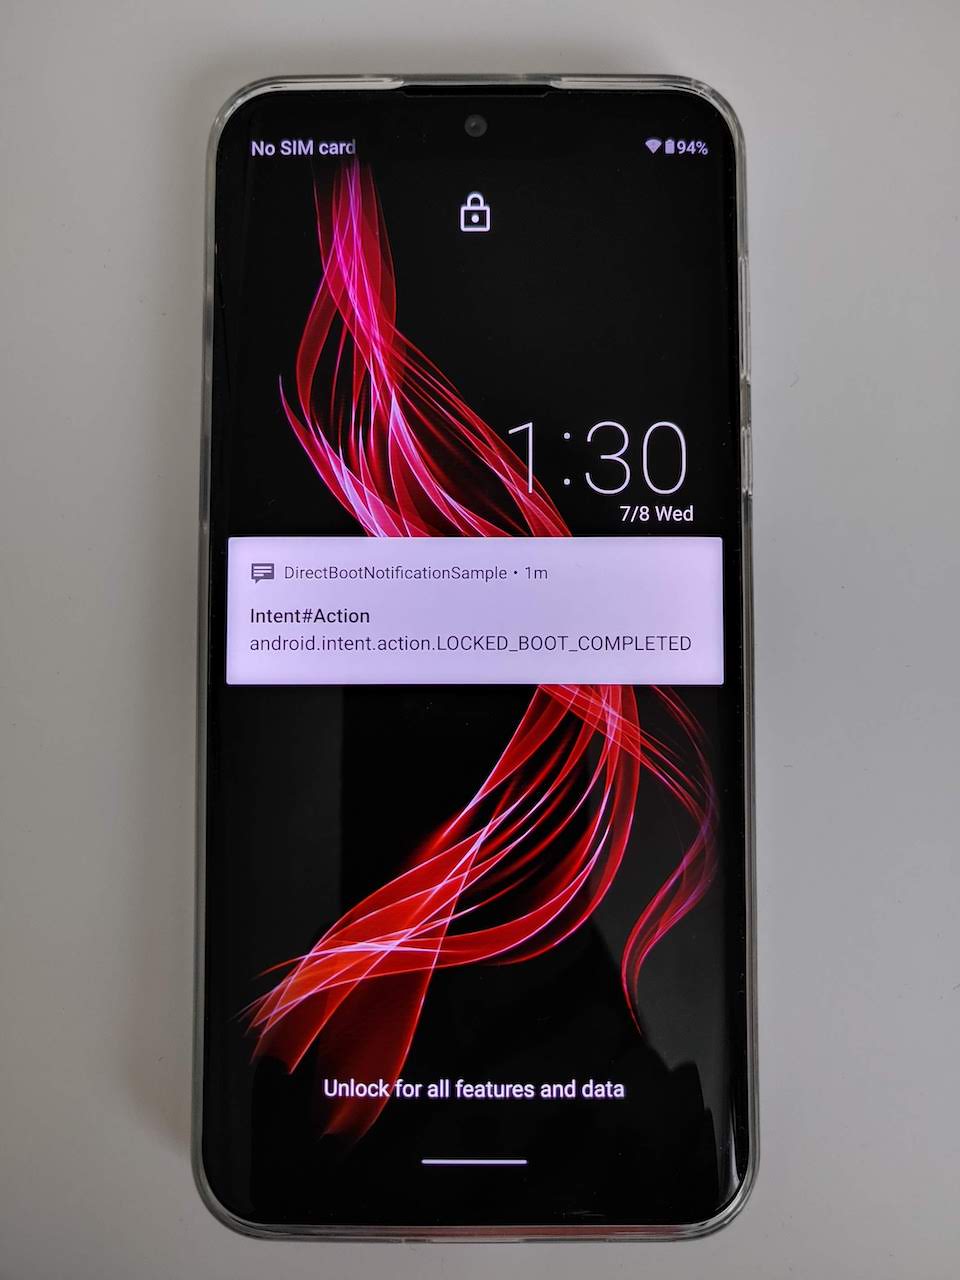 No SIM card
94%
1:30
7/8 Wed
DirectBootNotificationSample • 1m
Intent#Action
android.intent.action.LOCKED_BOOT_COMPLETED
Unlock for all features and data